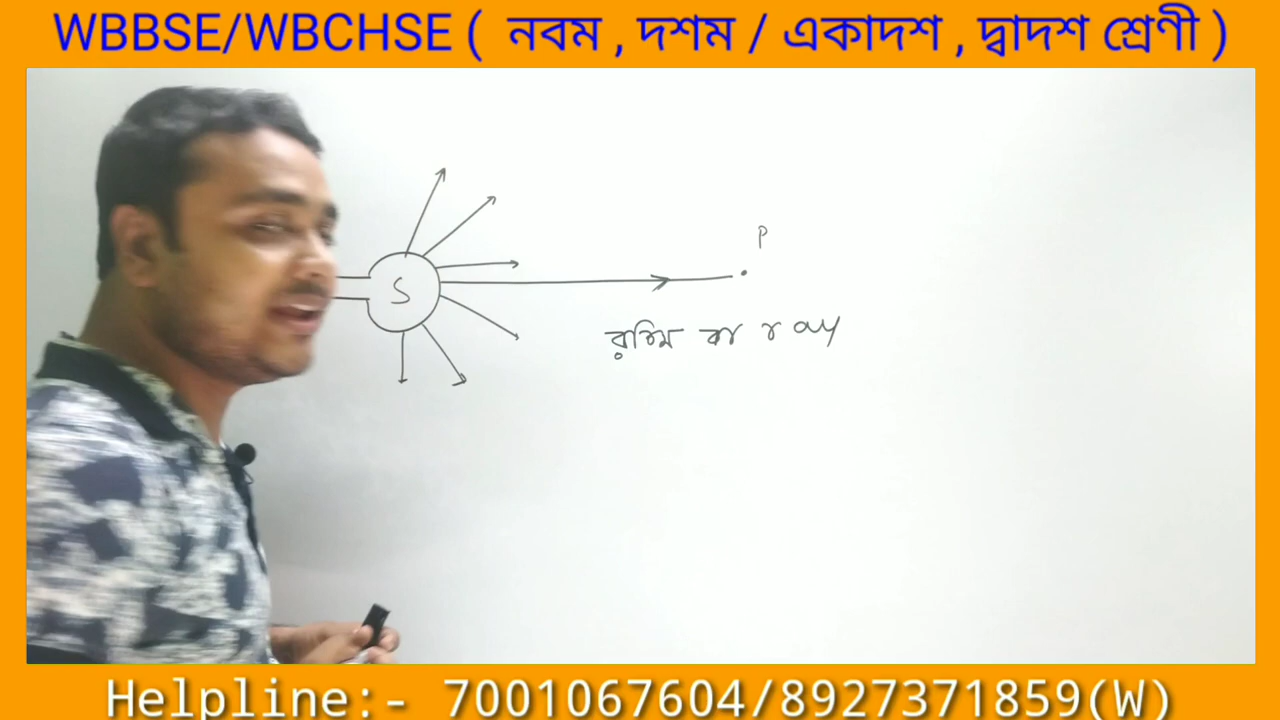 WBBSE/WBCHSE ( নবম , দশম / একাদশ , দ্বাদশ শ্রেণী )
P
S
রশ্মি বা ray
Helpline:- 7001067604/8927371859(W)